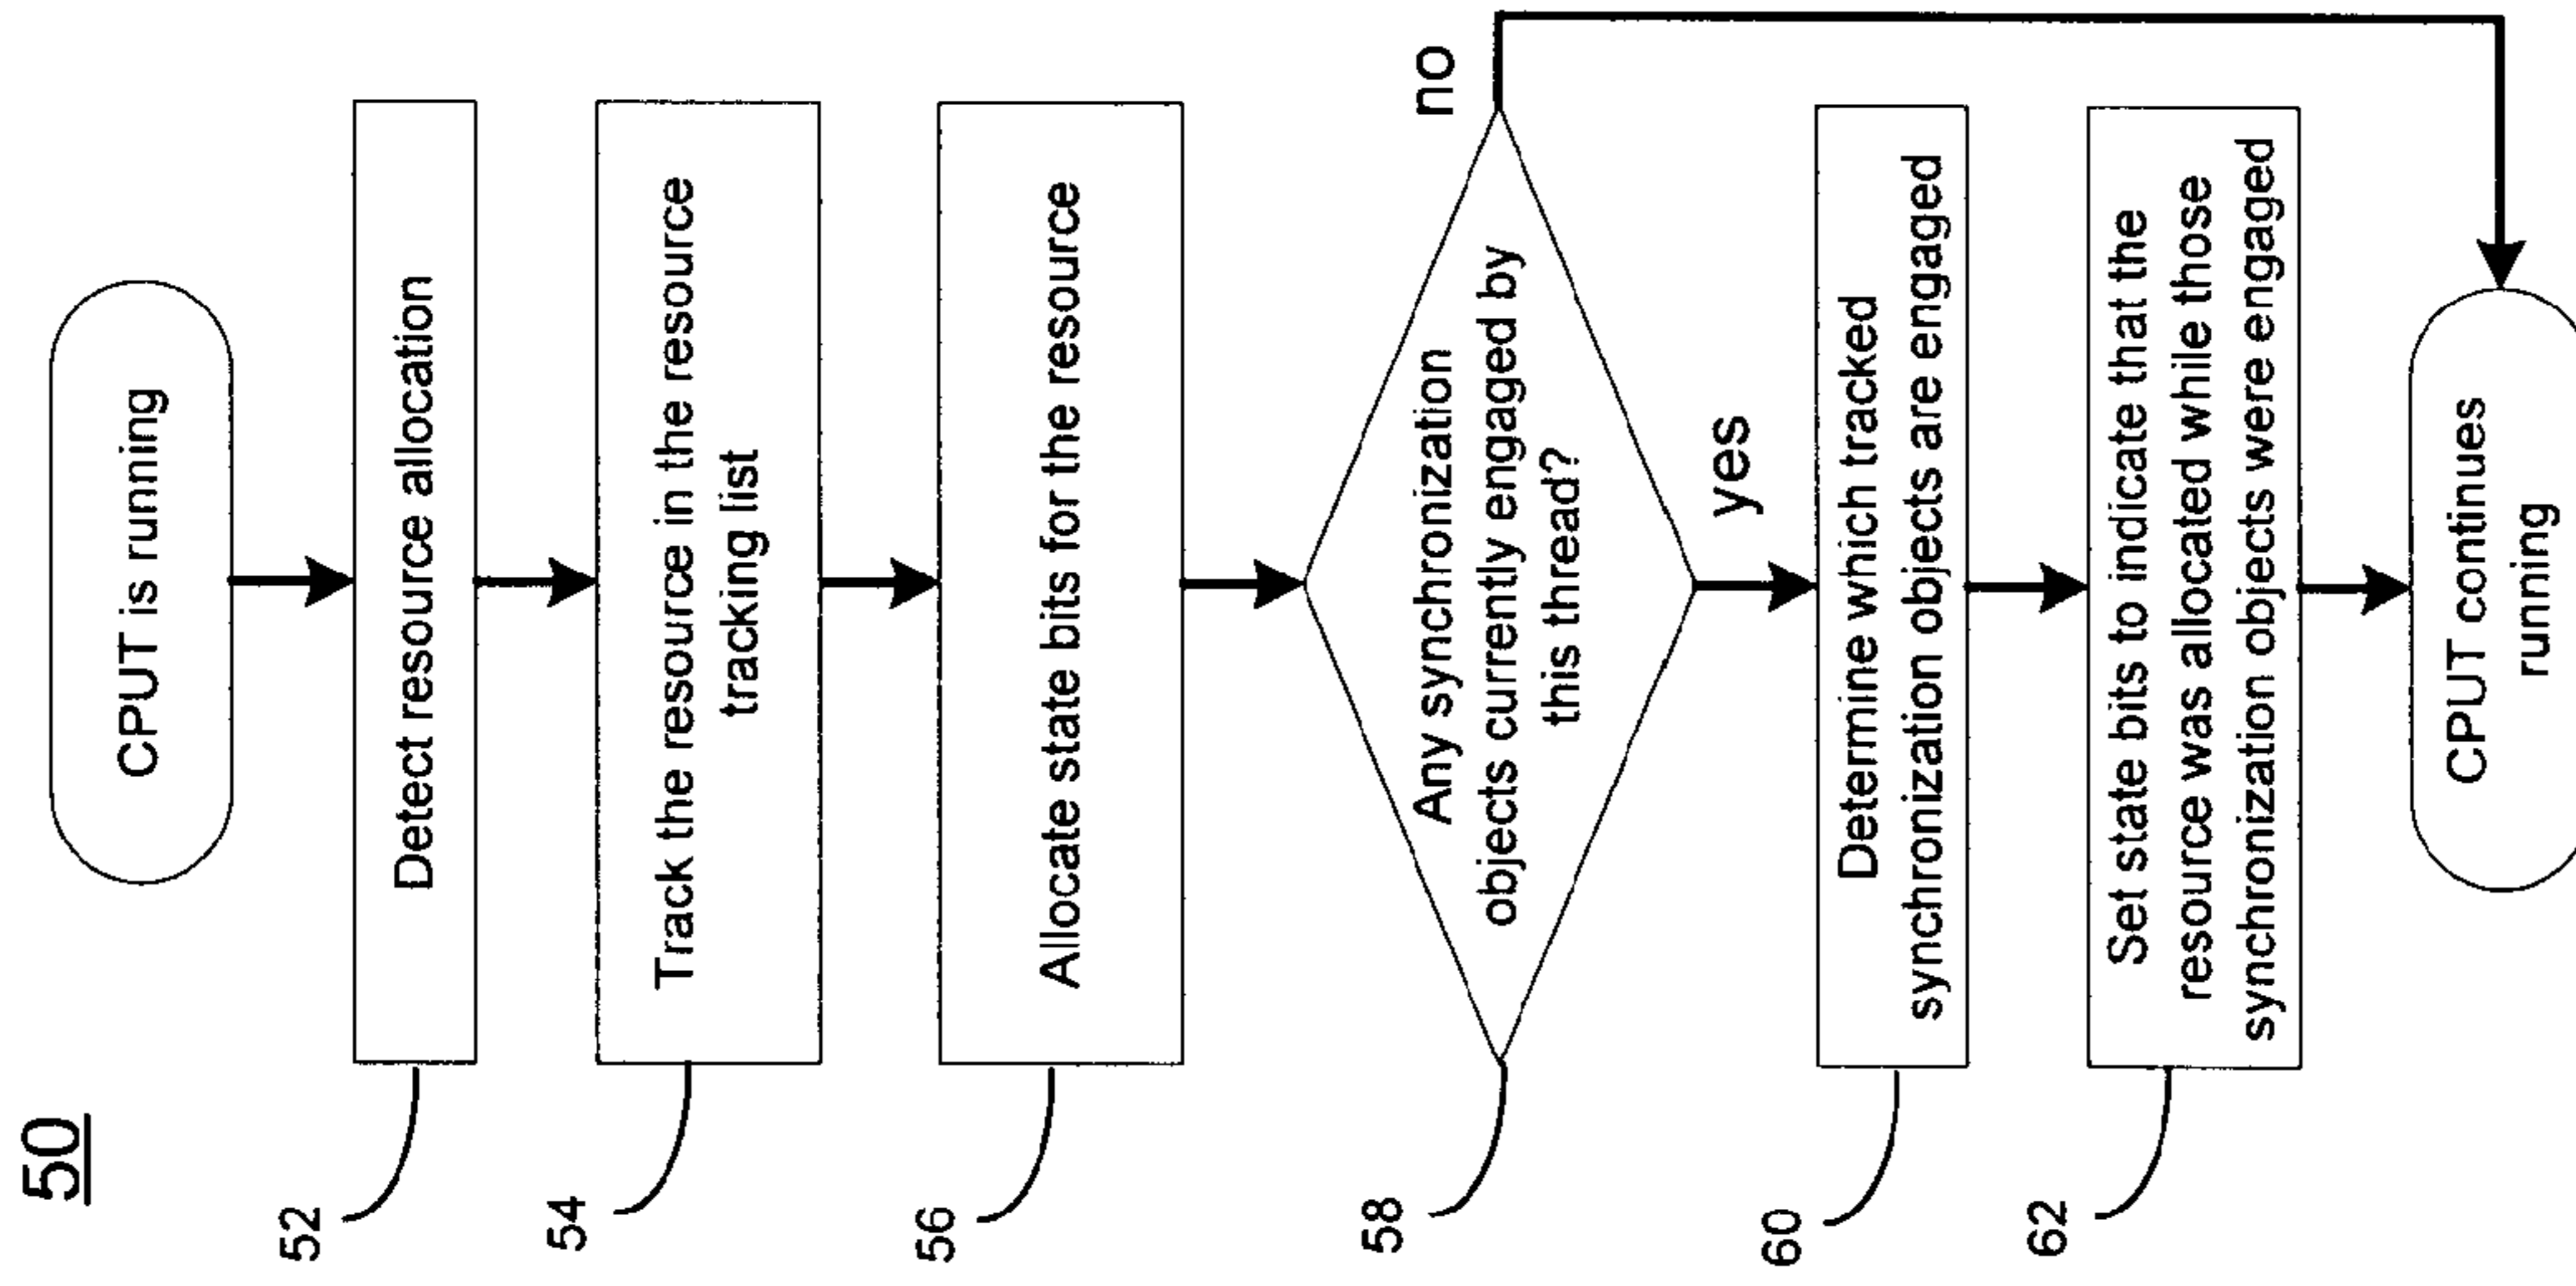 50
CPUT is running
52
Detect resource allocation
54
Track the resource in the resource
tracking list
56
Allocate state bits for the resource
58
Any synchronization
objects currently engaged by
this thread?
no
yes
60
Determine which tracked
synchronization objects are engaged
62
Set state bits to indicate that the
resource was allocated while those
synchronization objects were engaged
CPUT continues
running